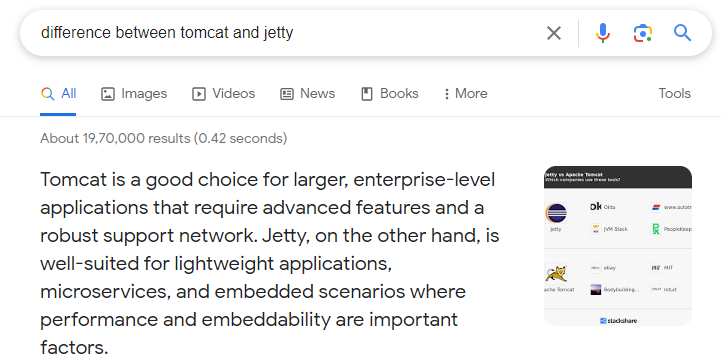 difference between tomcat and jetty
All Images Videos News Books More Tools
About 19,70,000 results (0.42 seconds)
Tomcat is a good choice for larger, enterprise-level
applications that require advanced features and a
robust support network. Jetty, on the other hand, is
well-suited for lightweight applications,
microservices, and embedded scenarios where
performance and embeddability are important
factors.
Jetty vs Apache Tomcat
Which companies use these tools?
Okta
www.autotr
Jetty
JVM Stack
PeopleKeep
ebay
MIT
ache Tomcat
Bodybuilding...
intuit
stackshare